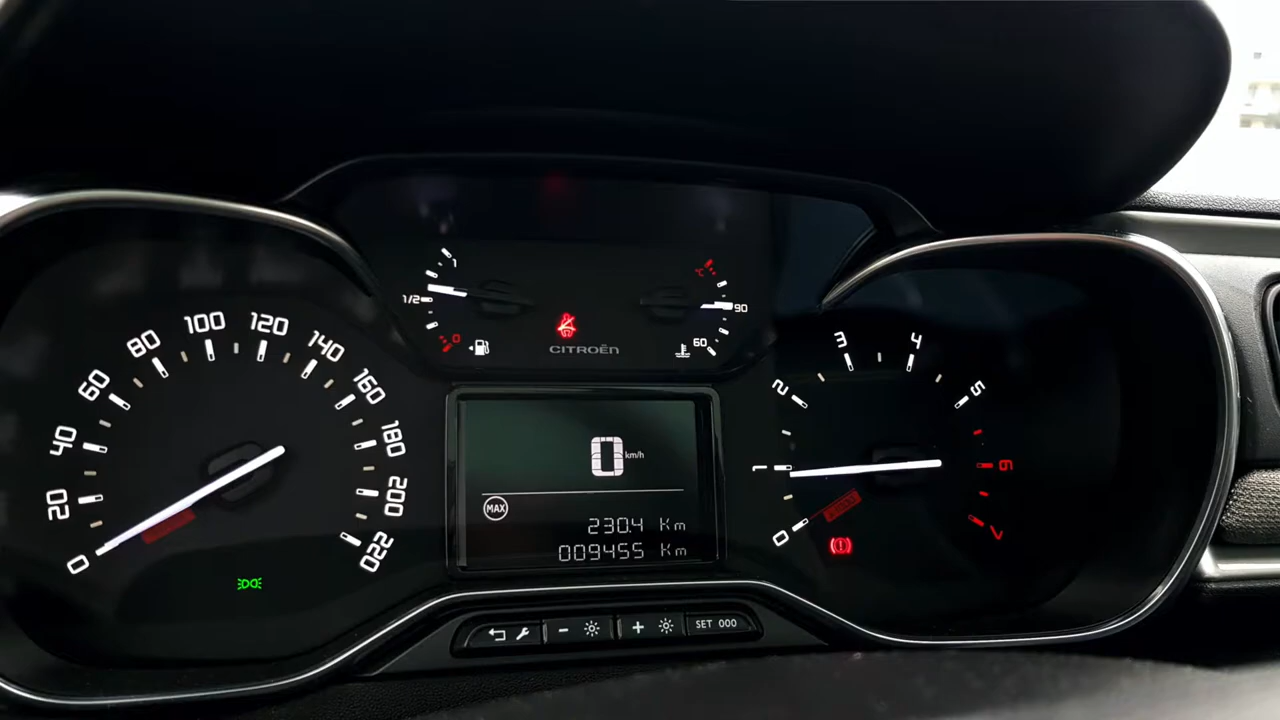 0 20 40 60 80 100 120 140 160 180 200 220
1
1/2
0
°C
90
60
CITROËN
0 km/h
MAX
230.4 Km
009455 Km
0 1 2 3 4 5 6 7
SET 000